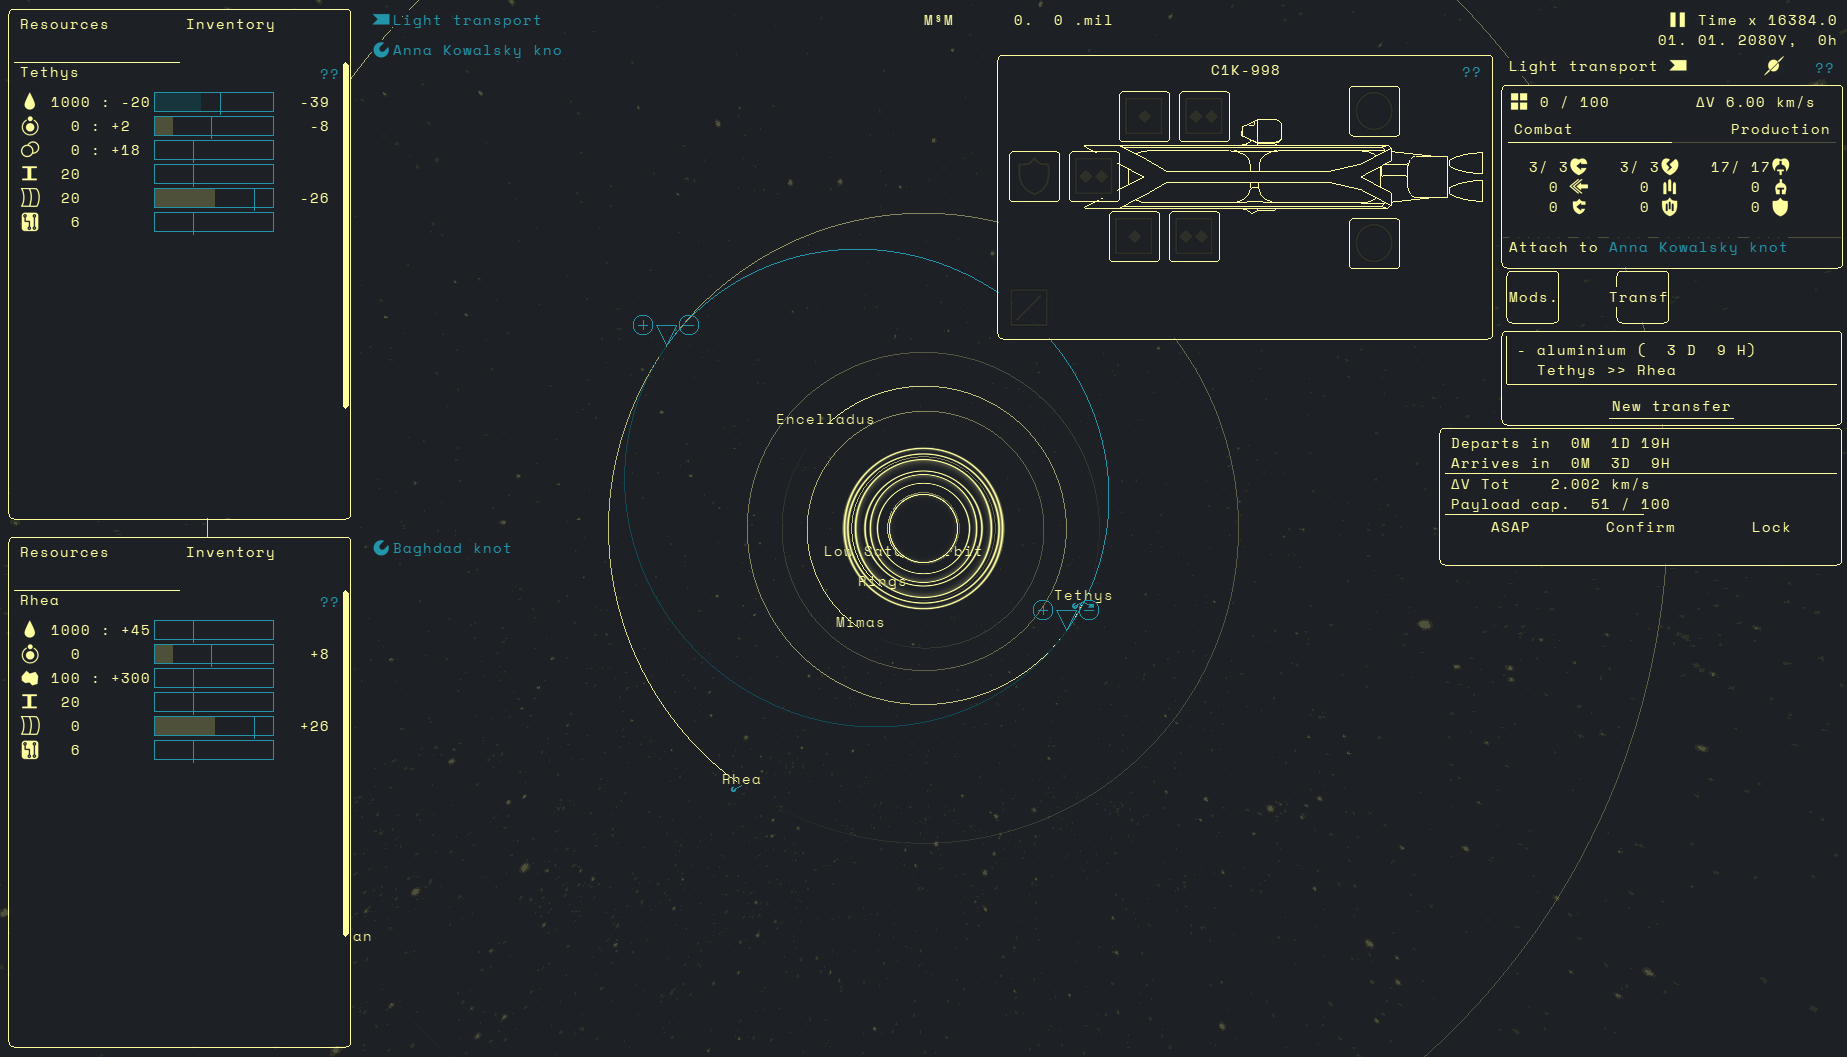 Resources Inventory
Tethys ??
1000 : -20 -39
0 : +2 -8
0 : +18
20
20 -26
6
Resources Inventory
Rhea ??
1000 : +45
0 +8
100 : +300
20
0 +26
6
an
Light transport
Anna Kowalsky kno
Baghdad knot
M$M 0. 0 .mil
Encelladus
Rings
Mimas
Tethys
Rhea
C1K-998 ??
Time x 16384.0
01. 01. 2080Y, 0h
Light transport ??
0 / 100 ΔV 6.00 km/s
Combat Production
3/ 3 3/ 3 17/ 17
0 0 0
0 0 0
Attach to Anna Kowalsky knot
Mods. Transf
- aluminium ( 3 D 9 H)
Tethys >> Rhea
New transfer
Departs in 0M 1D 19H
Arrives in 0M 3D 9H
ΔV Tot 2.002 km/s
Payload cap. 51 / 100
ASAP Confirm Lock